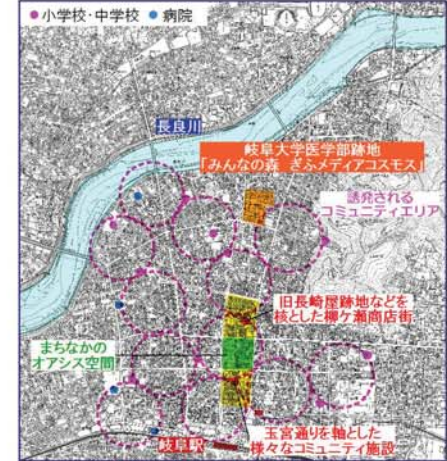 ●小学校・中学校 ●病院
長良川
岐阜大学医学部跡地
「みんなの森 ぎふメディアコスモス」
誘発される
コミュニティエリア
旧長崎屋跡地などを
核とした柳ケ瀬商店街
まちなかの
オアシス空間
岐阜駅
玉宮通りを軸とした
様々なコミュニティ施設